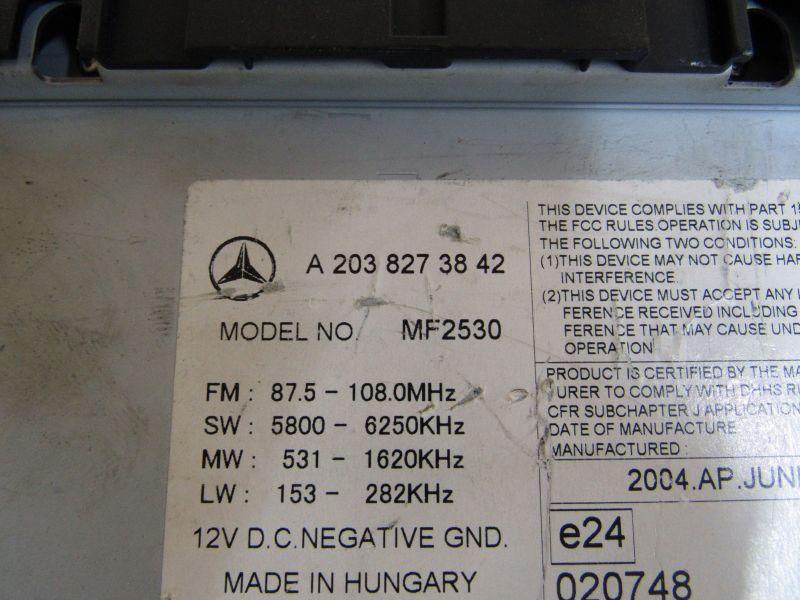 A 203 827 38 42
MODEL NO. MF2530
FM : 87.5 - 108.0MHz
SW : 5800 - 6250KHz
MW : 531 - 1620KHz
LW : 153 - 282KHz
12V D.C. NEGATIVE GND.
MADE IN HUNGARY
THIS DEVICE COMPLIES WITH PART
THE FCC RULES.OPERATION IS
THE FOLLOWING TWO CONDITIONS:
(1)THIS DEVICE MAY NOT CAUSE
INTERFERENCE.
(2)THIS DEVICE MUST ACCEPT ANY
FERENCE RECEIVED INCLUDING
FERENCE THAT MAY CAUSE
OPERATION
PRODUCT IS CERTIFIED BY THE
URER TO COMPLY WITH DHHS
CFR SUBCHAPTER J APPLICATION
DATE OF MANUFACTURE
MANUFACTURED :
2004.AP.JUN
e24
020748